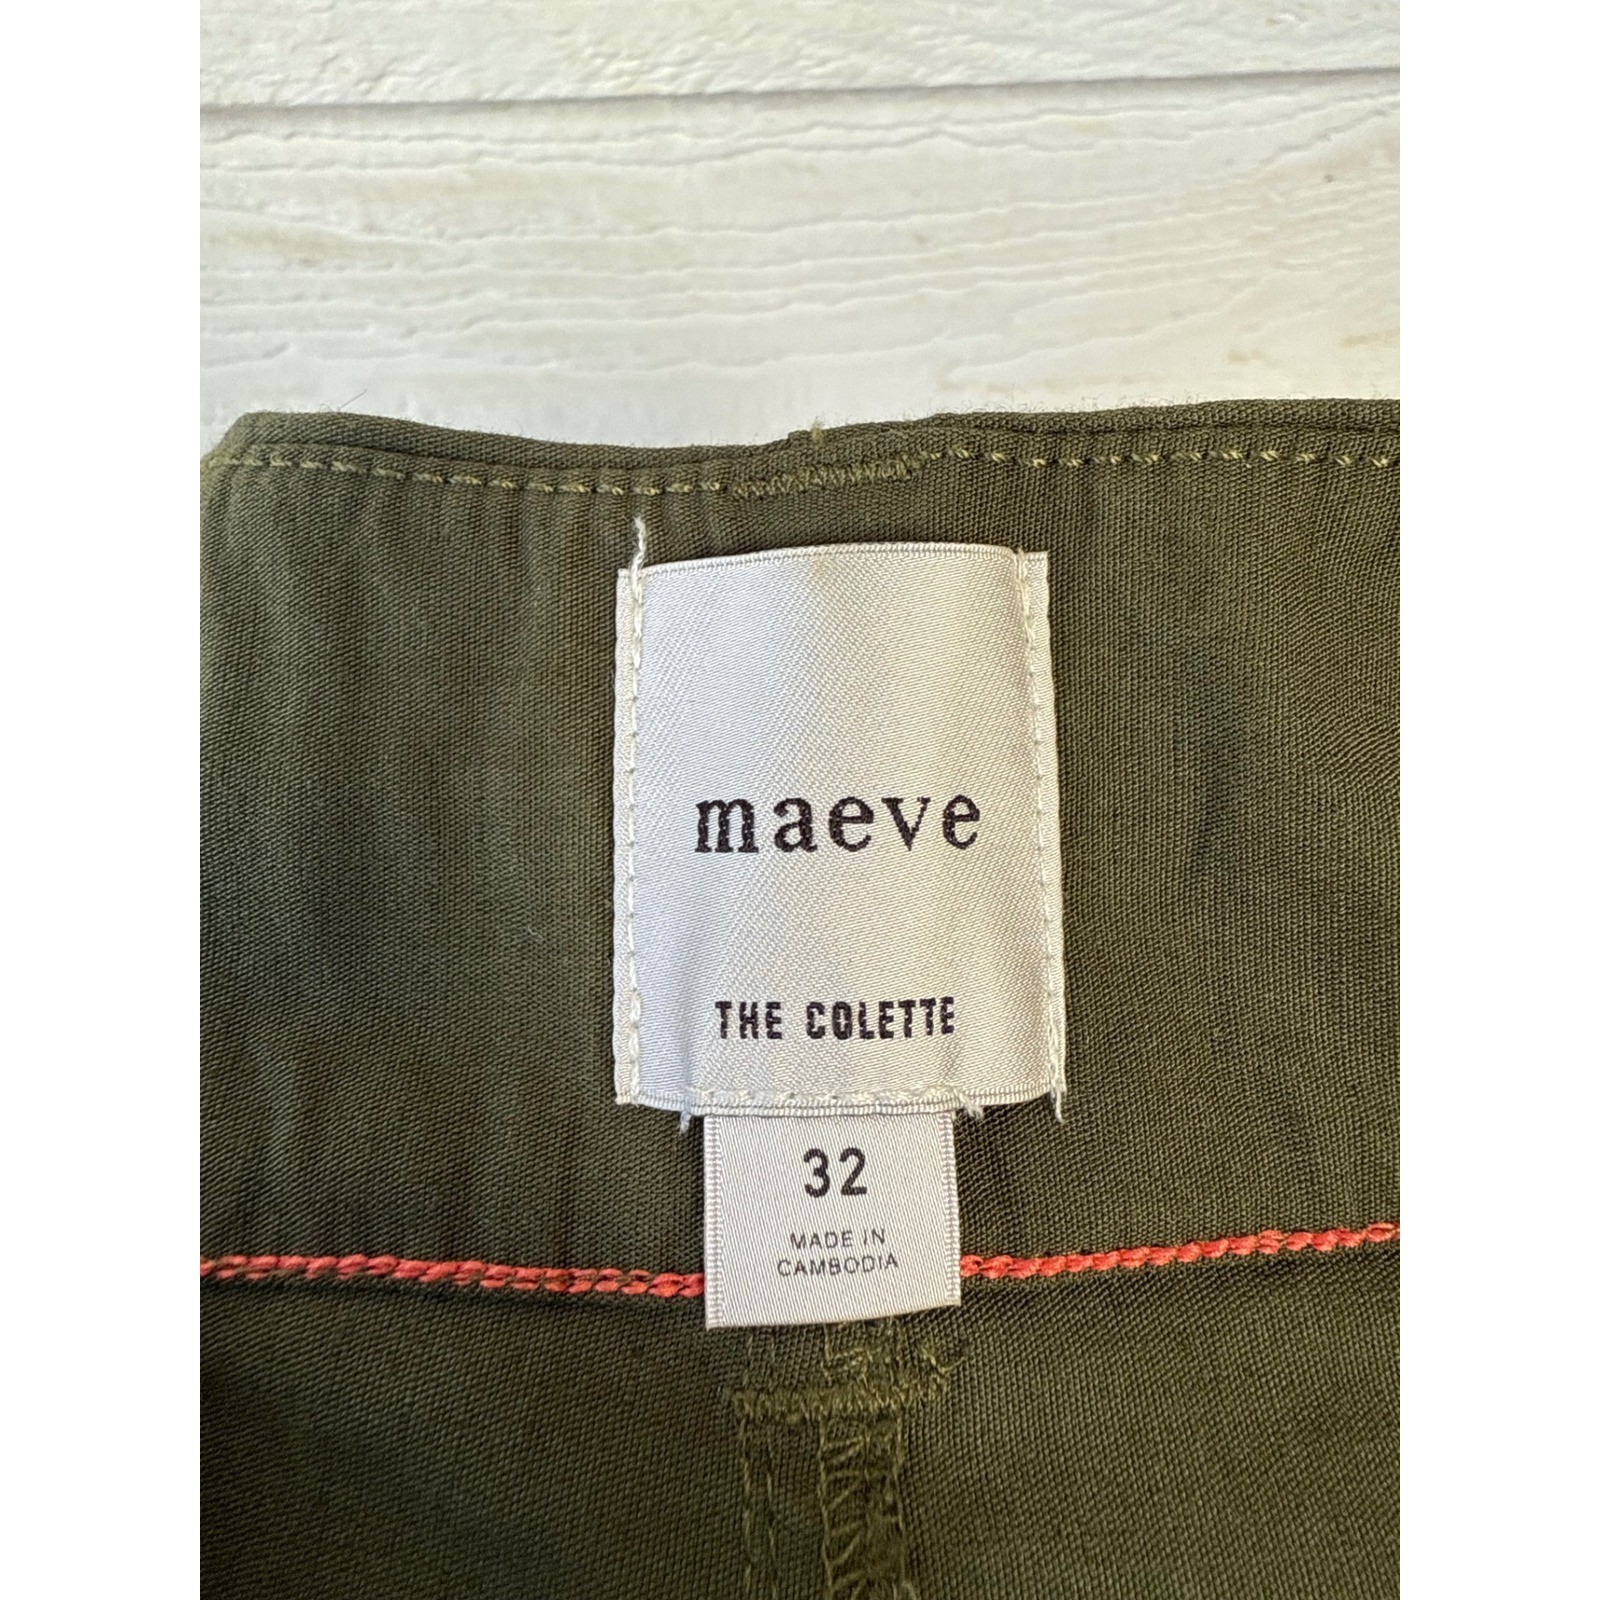 maeve
THE COLETTE
32
MADE IN
CAMBODIA